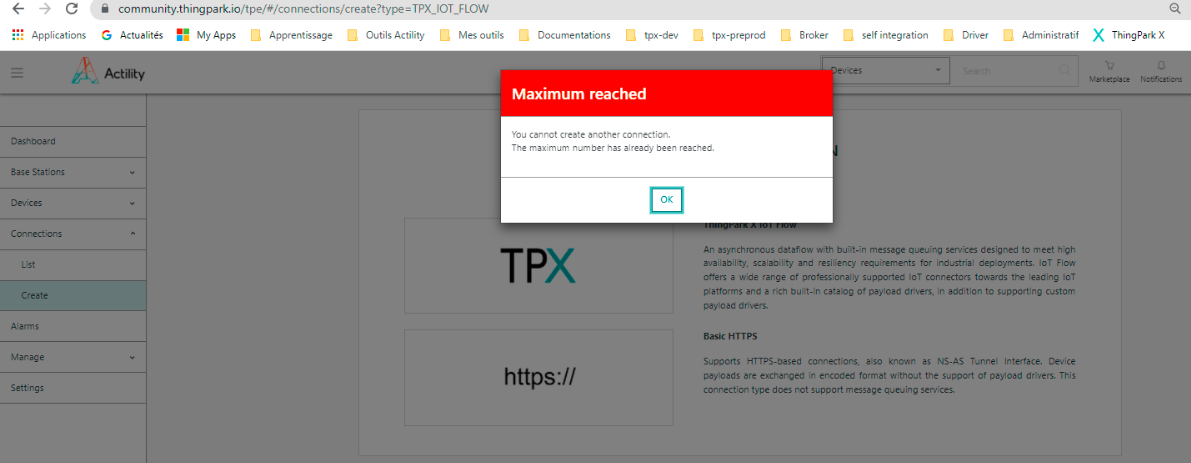 community.thingpark.io/tpe/#/connections/create?type=TPX_IOT_FLOW
Applications
Actualités
My Apps
Apprentissage
Outils Actility
Mes outils
Documentations
tpx-dev
tpx-preprod
Broker
self integration
Driver
Administratif
ThingPark X
Actility
Devices
Search
Marketplace
Notifications
Maximum reached
You cannot create another connection.
The maximum number has already been reached.
OK
Dashboard
Base Stations
Devices
Connections
List
Create
Alarms
Manage
Settings
N
TPX
ThingPark X IoT Flow
An asynchronous dataflow with built-in message queuing services designed to meet high
availability, scalability and resiliency requirements for industrial deployments. IoT Flow
offers a wide range of professionally supported IoT connectors towards the leading IoT
platforms and a rich built-in catalog of payload drivers, in addition to supporting custom
payload drivers.
https://
Basic HTTPS
Supports HTTPS-based connections, also known as NS-AS Tunnel Interface. Device
payloads are exchanged in encoded format without the support of payload drivers. This
connection type does not support message queuing services.